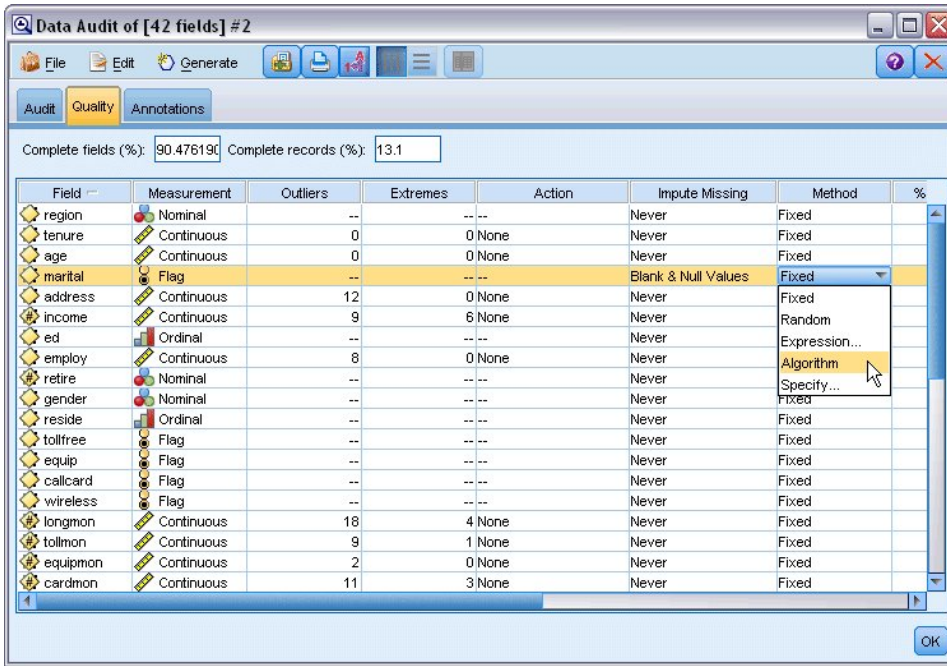 Data Audit of [42 fields] #2
File Edit Generate
Audit Quality Annotations
Complete fields (%): 90.476190 Complete records (%): 13.1
Field Measurement Outliers Extremes Action Impute Missing Method %
region Nominal -- -- -- Never Fixed
tenure Continuous 0 0 None Never Fixed
age Continuous 0 0 None Never Fixed
marital Flag -- -- -- Blank & Null Values Fixed
address Continuous 12 0 None Never Fixed
income Continuous 9 6 None Never Random
ed Ordinal -- -- -- Never Expression...
employ Continuous 8 0 None Never Algorithm
retire Nominal -- -- -- Never Specify...
gender Nominal -- -- -- Never Fixed
reside Ordinal -- -- -- Never Fixed
tollfree Flag -- -- -- Never Fixed
equip Flag -- -- -- Never Fixed
callcard Flag -- -- -- Never Fixed
wireless Flag -- -- -- Never Fixed
longmon Continuous 18 4 None Never Fixed
tollmon Continuous 9 1 None Never Fixed
equipmon Continuous 2 0 None Never Fixed
cardmon Continuous 11 3 None Never Fixed
OK